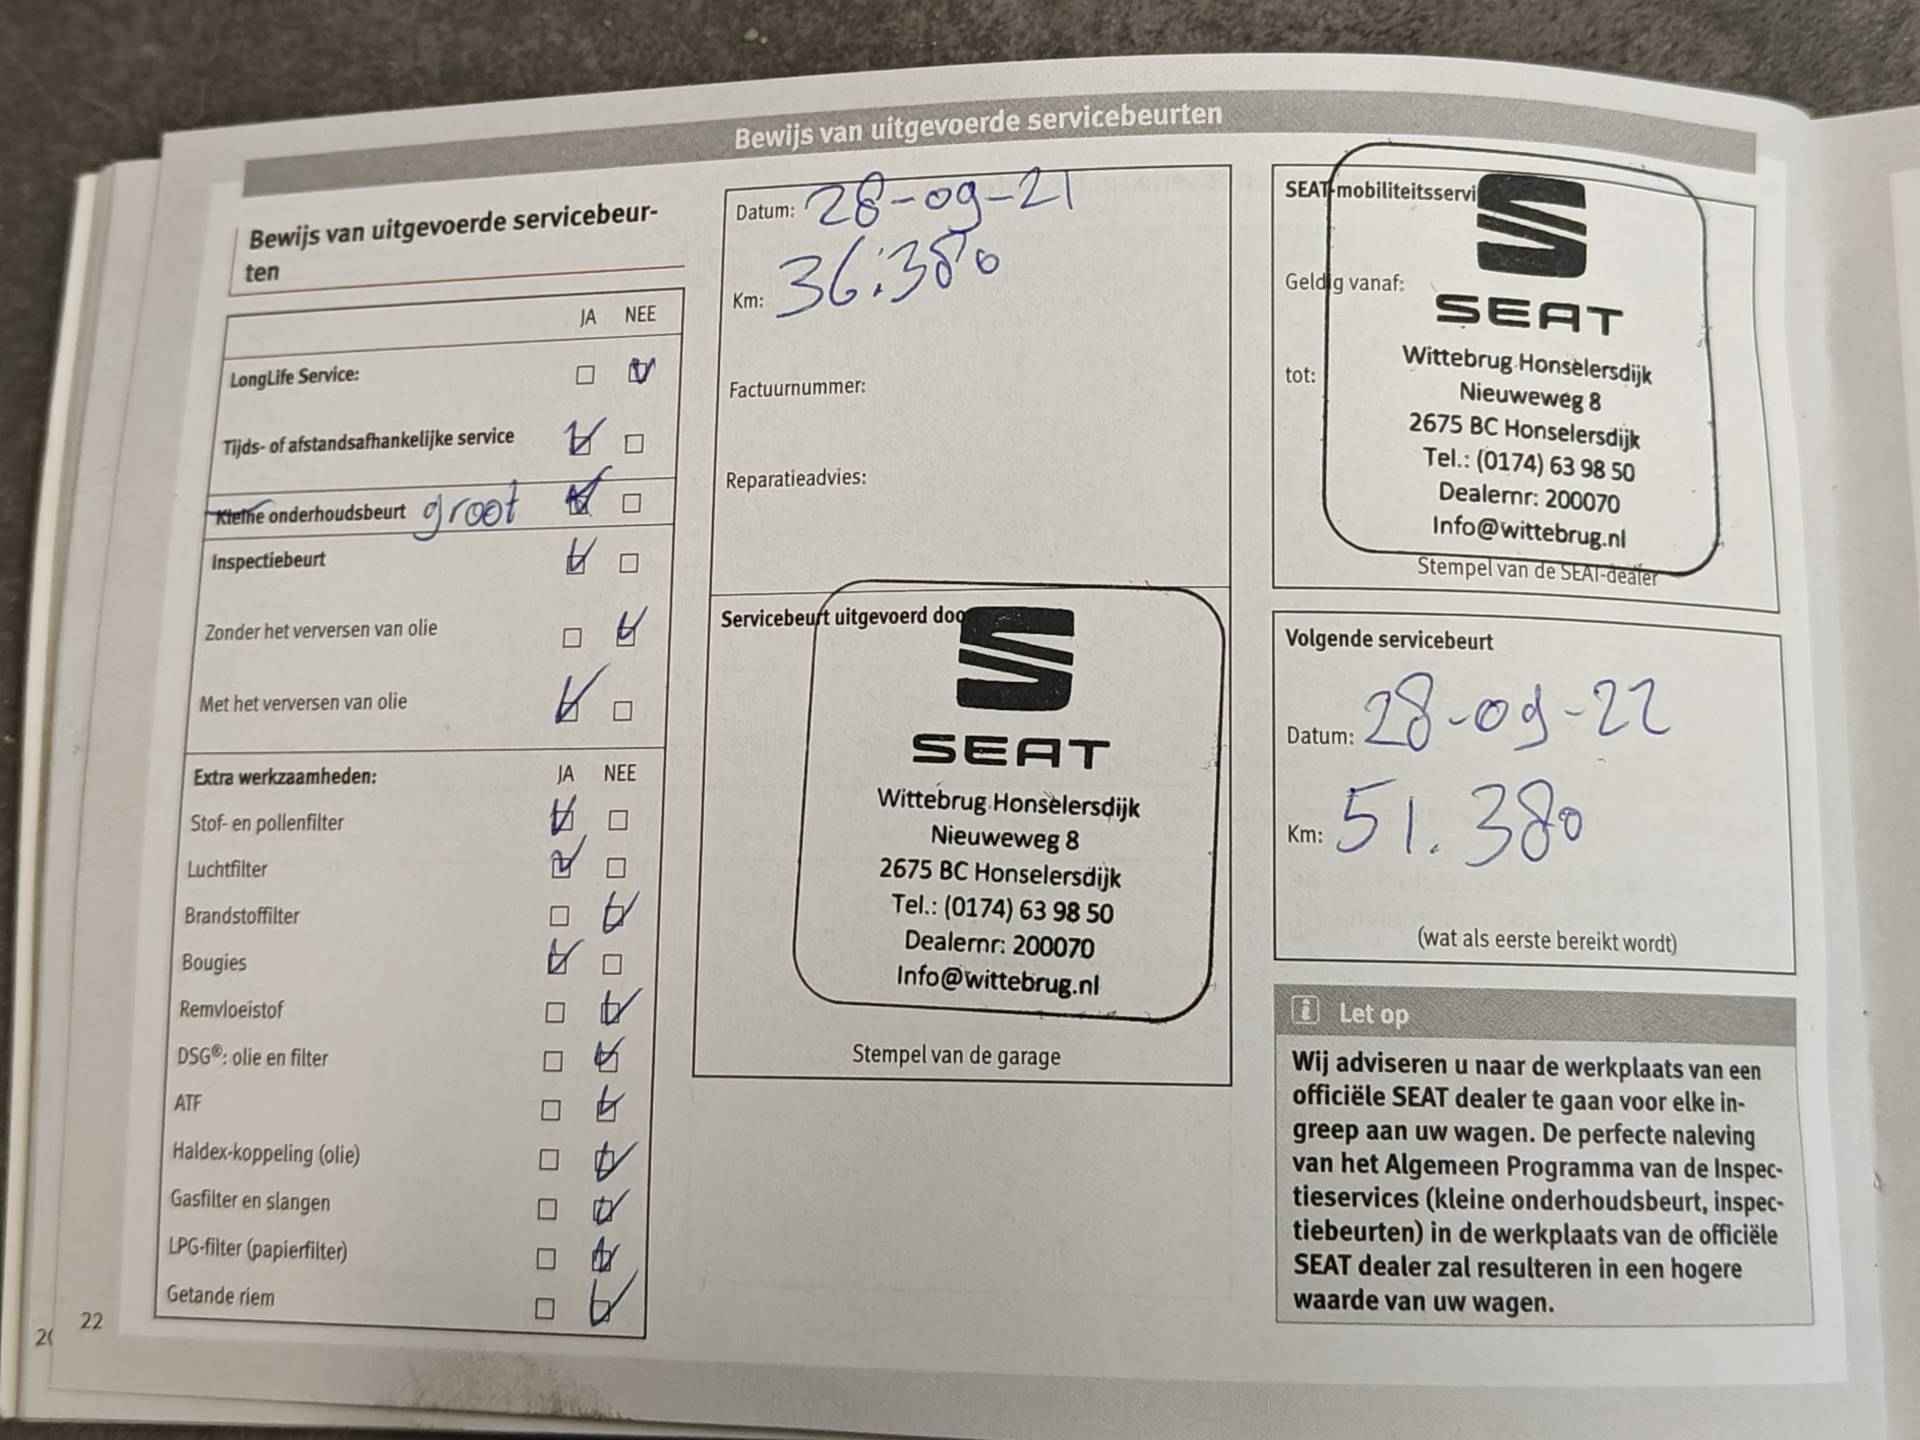 Bewijs van uitgevoerde servicebeurten
Bewijs van uitgevoerde servicebeur-
ten
JA NEE
LongLife Service:
Tijds- of afstandsafhankelijke service
Kleine onderhoudsbeurt groot
Inspectiebeurt
Zonder het verversen van olie
Met het verversen van olie
Extra werkzaamheden: JA NEE
Stof- en pollenfilter
Luchtfilter
Brandstoffilter
Bougies
Remvloeistof
DSG®: olie en filter
ATF
Haldex-koppeling (olie)
Gasfilter en slangen
LPG-filter (papierfilter)
Getande riem
22
Datum: 28-09-21
Km: 36.380
Factuurnummer:
Reparatieadvies:
Servicebeurt uitgevoerd doo
SEAT
Wittebrug Honselersdijk
Nieuweweg 8
2675 BC Honselersdijk
Tel.: (0174) 63 98 50
Dealernr: 200070
Info@wittebrug.nl
Stempel van de garage
SEAT-mobiliteitsservi
Geldig vanaf:
tot:
SEAT
Wittebrug Honselersdijk
Nieuweweg 8
2675 BC Honselersdijk
Tel.: (0174) 63 98 50
Dealernr: 200070
Info@wittebrug.nl
Stempel van de SEAT-dealer
Volgende servicebeurt
Datum: 28-09-22
Km: 51.380
(wat als eerste bereikt wordt)
Let op
Wij adviseren u naar de werkplaats van een
officiële SEAT dealer te gaan voor elke in-
greep aan uw wagen. De perfecte naleving
van het Algemeen Programma van de Inspec-
tieservices (kleine onderhoudsbeurt, inspec-
tiebeurten) in de werkplaats van de officiële
SEAT dealer zal resulteren in een hogere
waarde van uw wagen.